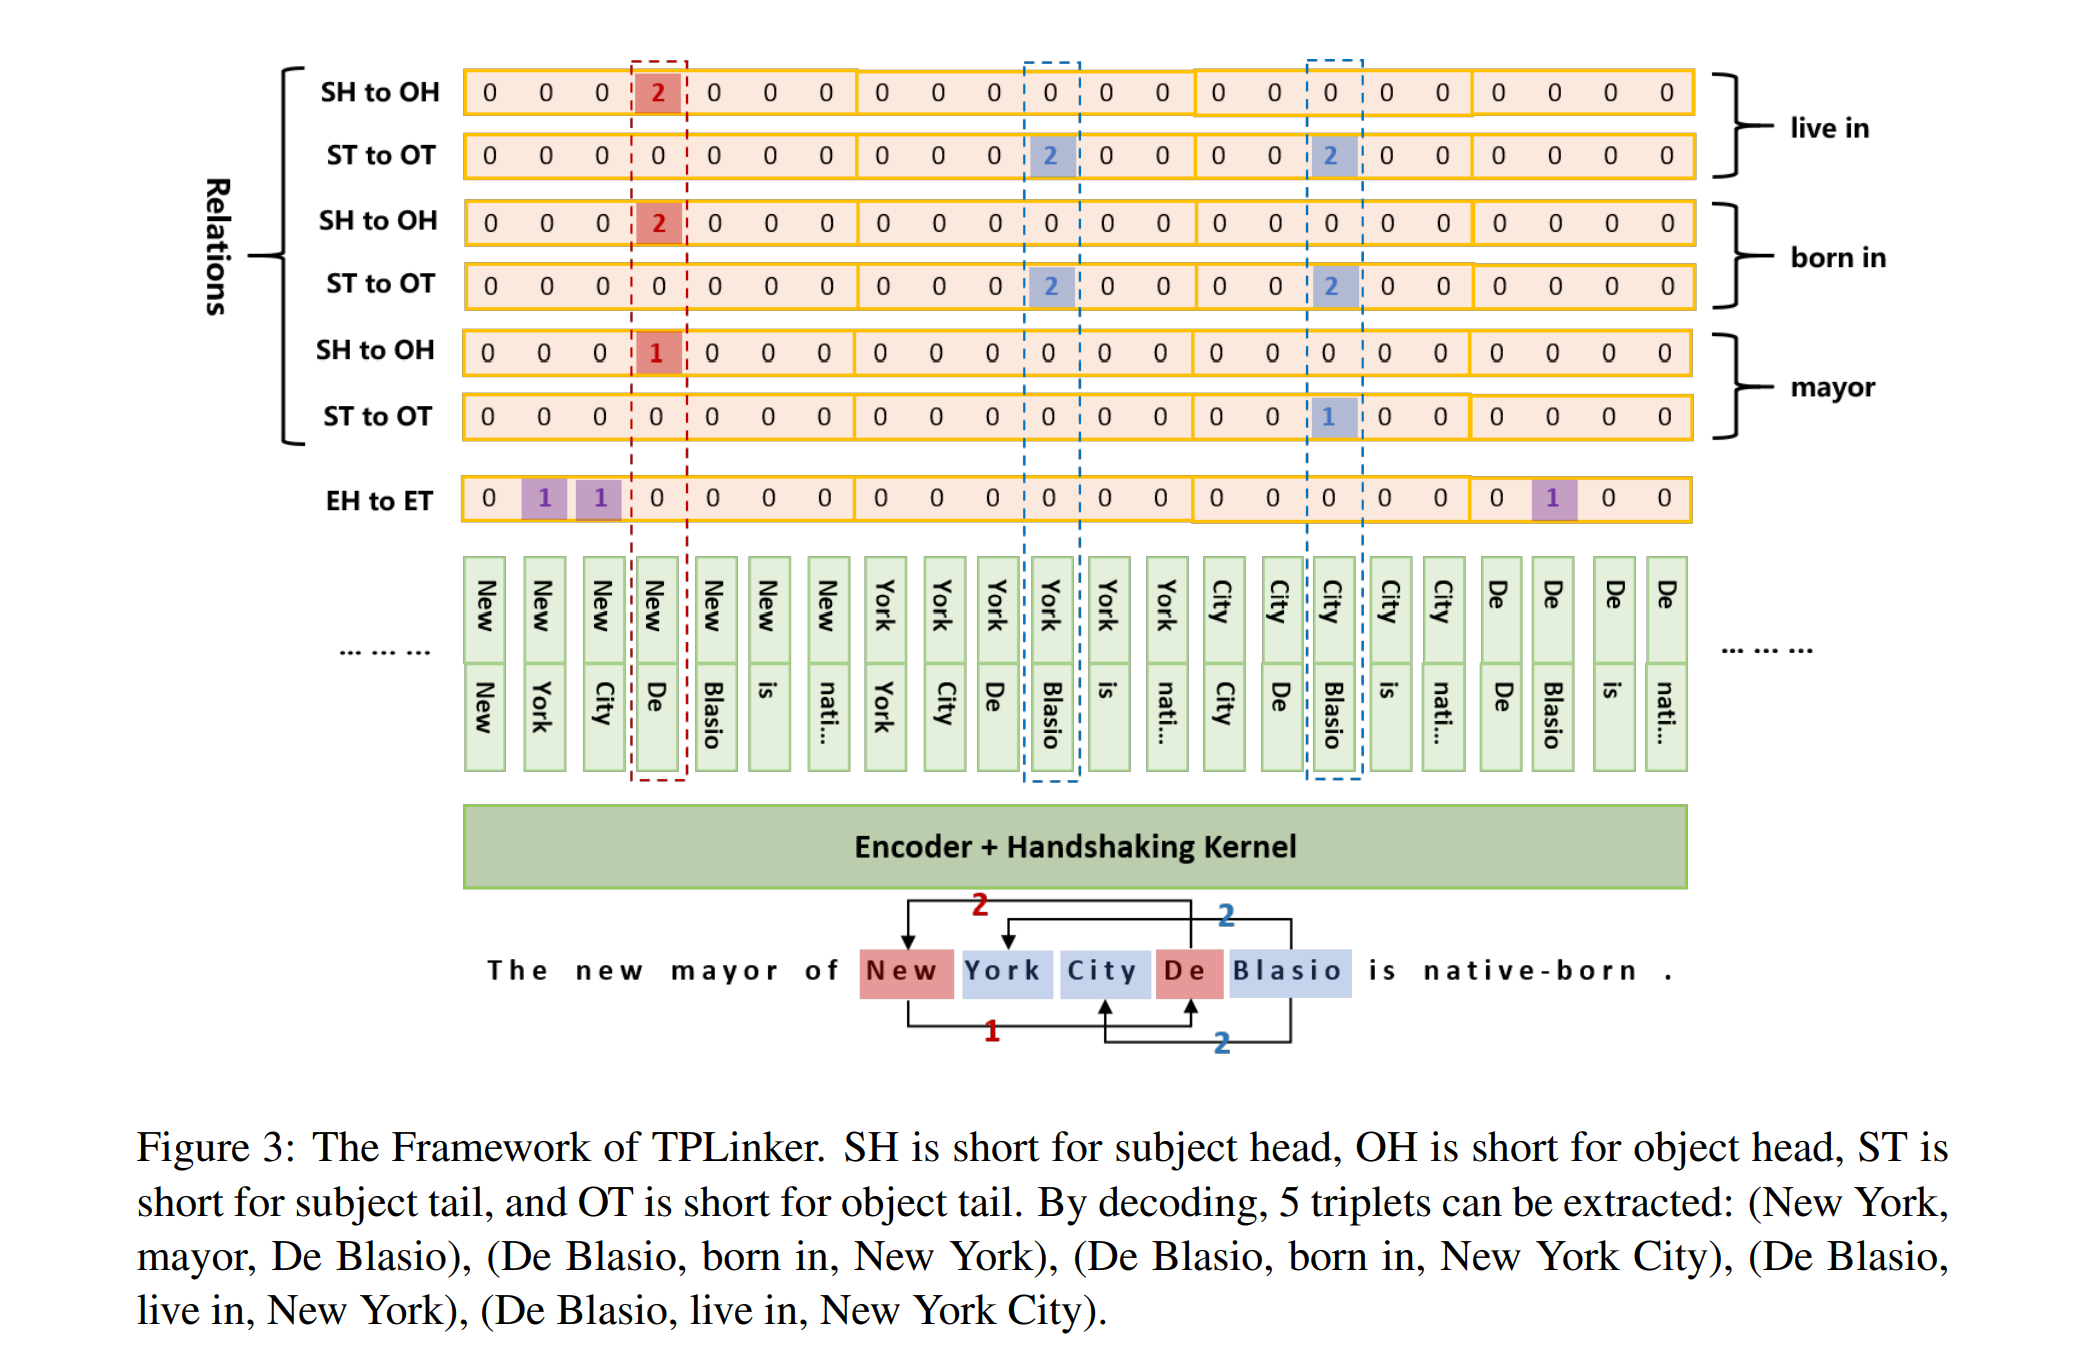 SH to OH 0 0 0 2 0 0 0 0 0 0 0 0 0 0 0 0 0 0 0 0 0 0
live in
ST to OT 0 0 0 0 0 0 0 0 0 0 2 0 0 0 0 2 0 0 0 0 0 0
Relations
SH to OH 0 0 0 2 0 0 0 0 0 0 0 0 0 0 0 0 0 0 0 0 0 0
born in
ST to OT 0 0 0 0 0 0 0 0 0 0 2 0 0 0 0 2 0 0 0 0 0 0
SH to OH 0 0 0 1 0 0 0 0 0 0 0 0 0 0 0 0 0 0 0 0 0 0
mayor
ST to OT 0 0 0 0 0 0 0 0 0 0 0 0 0 0 0 1 0 0 0 0 0 0
EH to ET 0 1 1 0 0 0 0 0 0 0 0 0 0 0 0 0 0 0 0 1 0 0
New New New New New New New York York York York York York City City City City City De De De De
... ... ... ... ... ...
New York City De Blasio is nati... York City De Blasio is nati... City De Blasio is nati... De Blasio is nati...
Encoder + Handshaking Kernel
2
2
The new mayor of New York City De Blasio is native-born .
1
2
Figure 3: The Framework of TPLinker. SH is short for subject head, OH is short for object head, ST is
short for subject tail, and OT is short for object tail. By decoding, 5 triplets can be extracted: (New York,
mayor, De Blasio), (De Blasio, born in, New York), (De Blasio, born in, New York City), (De Blasio,
live in, New York), (De Blasio, live in, New York City).